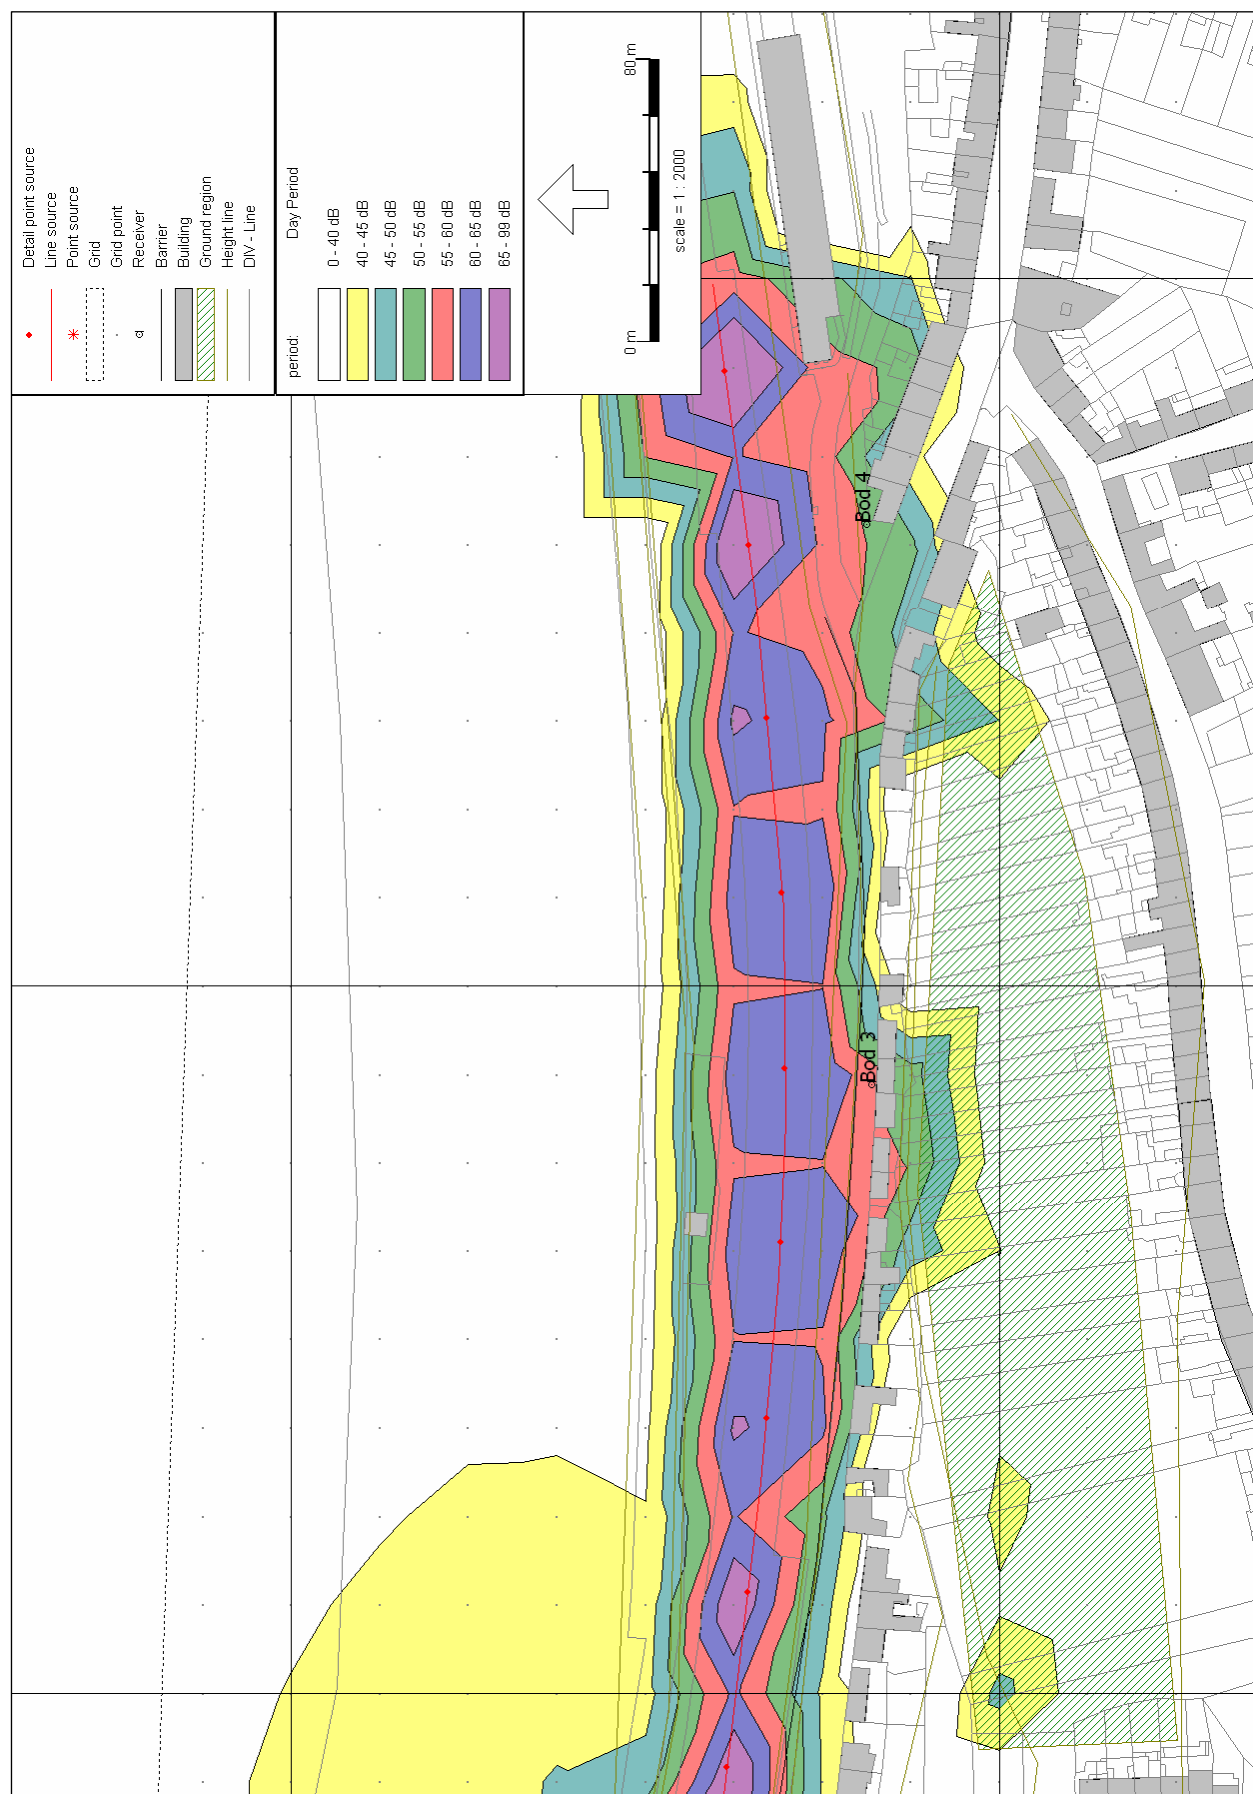 Detail point source
Line source
Point source
Grid
Grid point
Receiver
Barrier
Building
Ground region
Height line
DIV - Line
period:
Day Period
0 - 40 dB
40 - 45 dB
45 - 50 dB
50 - 55 dB
55 - 60 dB
60 - 65 dB
65 - 99 dB
0 m
80 m
scale = 1 : 2000
Bod 4
Bod 3